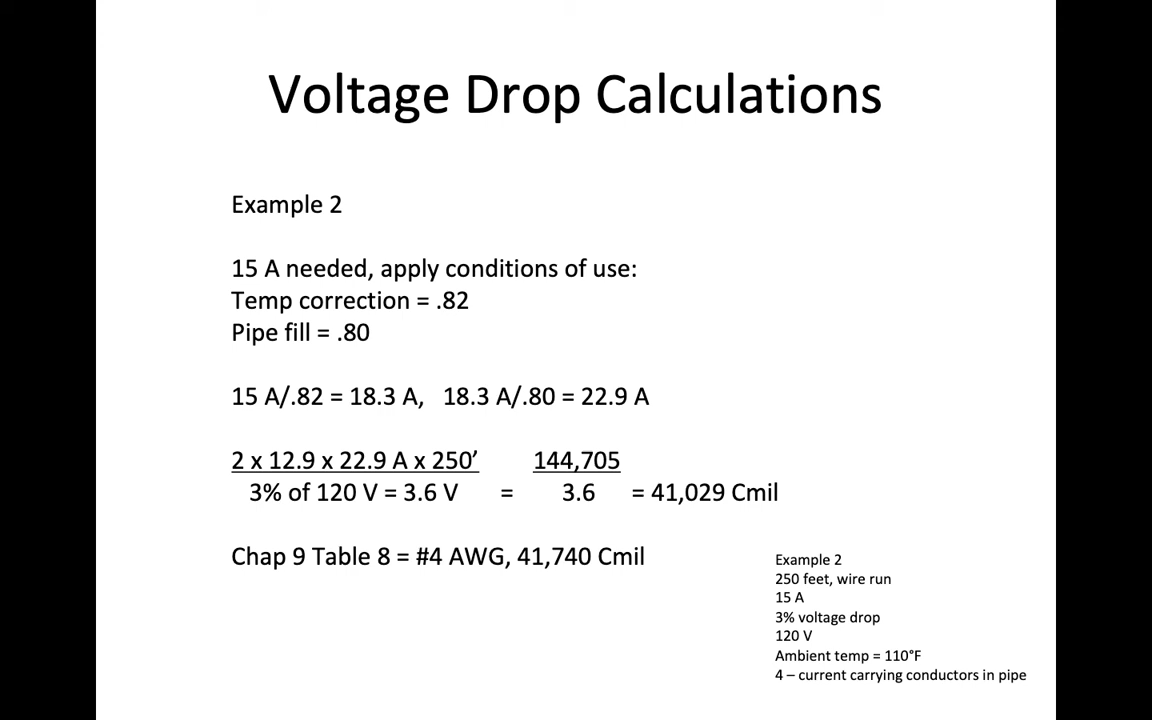 Voltage Drop Calculations
Example 2
15 A needed, apply conditions of use:
Temp correction = .82
Pipe fill = .80
15 A/.82 = 18.3 A, 18.3 A/.80 = 22.9 A
2 x 12.9 x 22.9 A x 250’ 144,705
3% of 120 V = 3.6 V = 3.6 = 41,029 Cmil
Chap 9 Table 8 = #4 AWG, 41,740 Cmil
Example 2
250 feet, wire run
15 A
3% voltage drop
120 V
Ambient temp = 110°F
4 – current carrying conductors in pipe